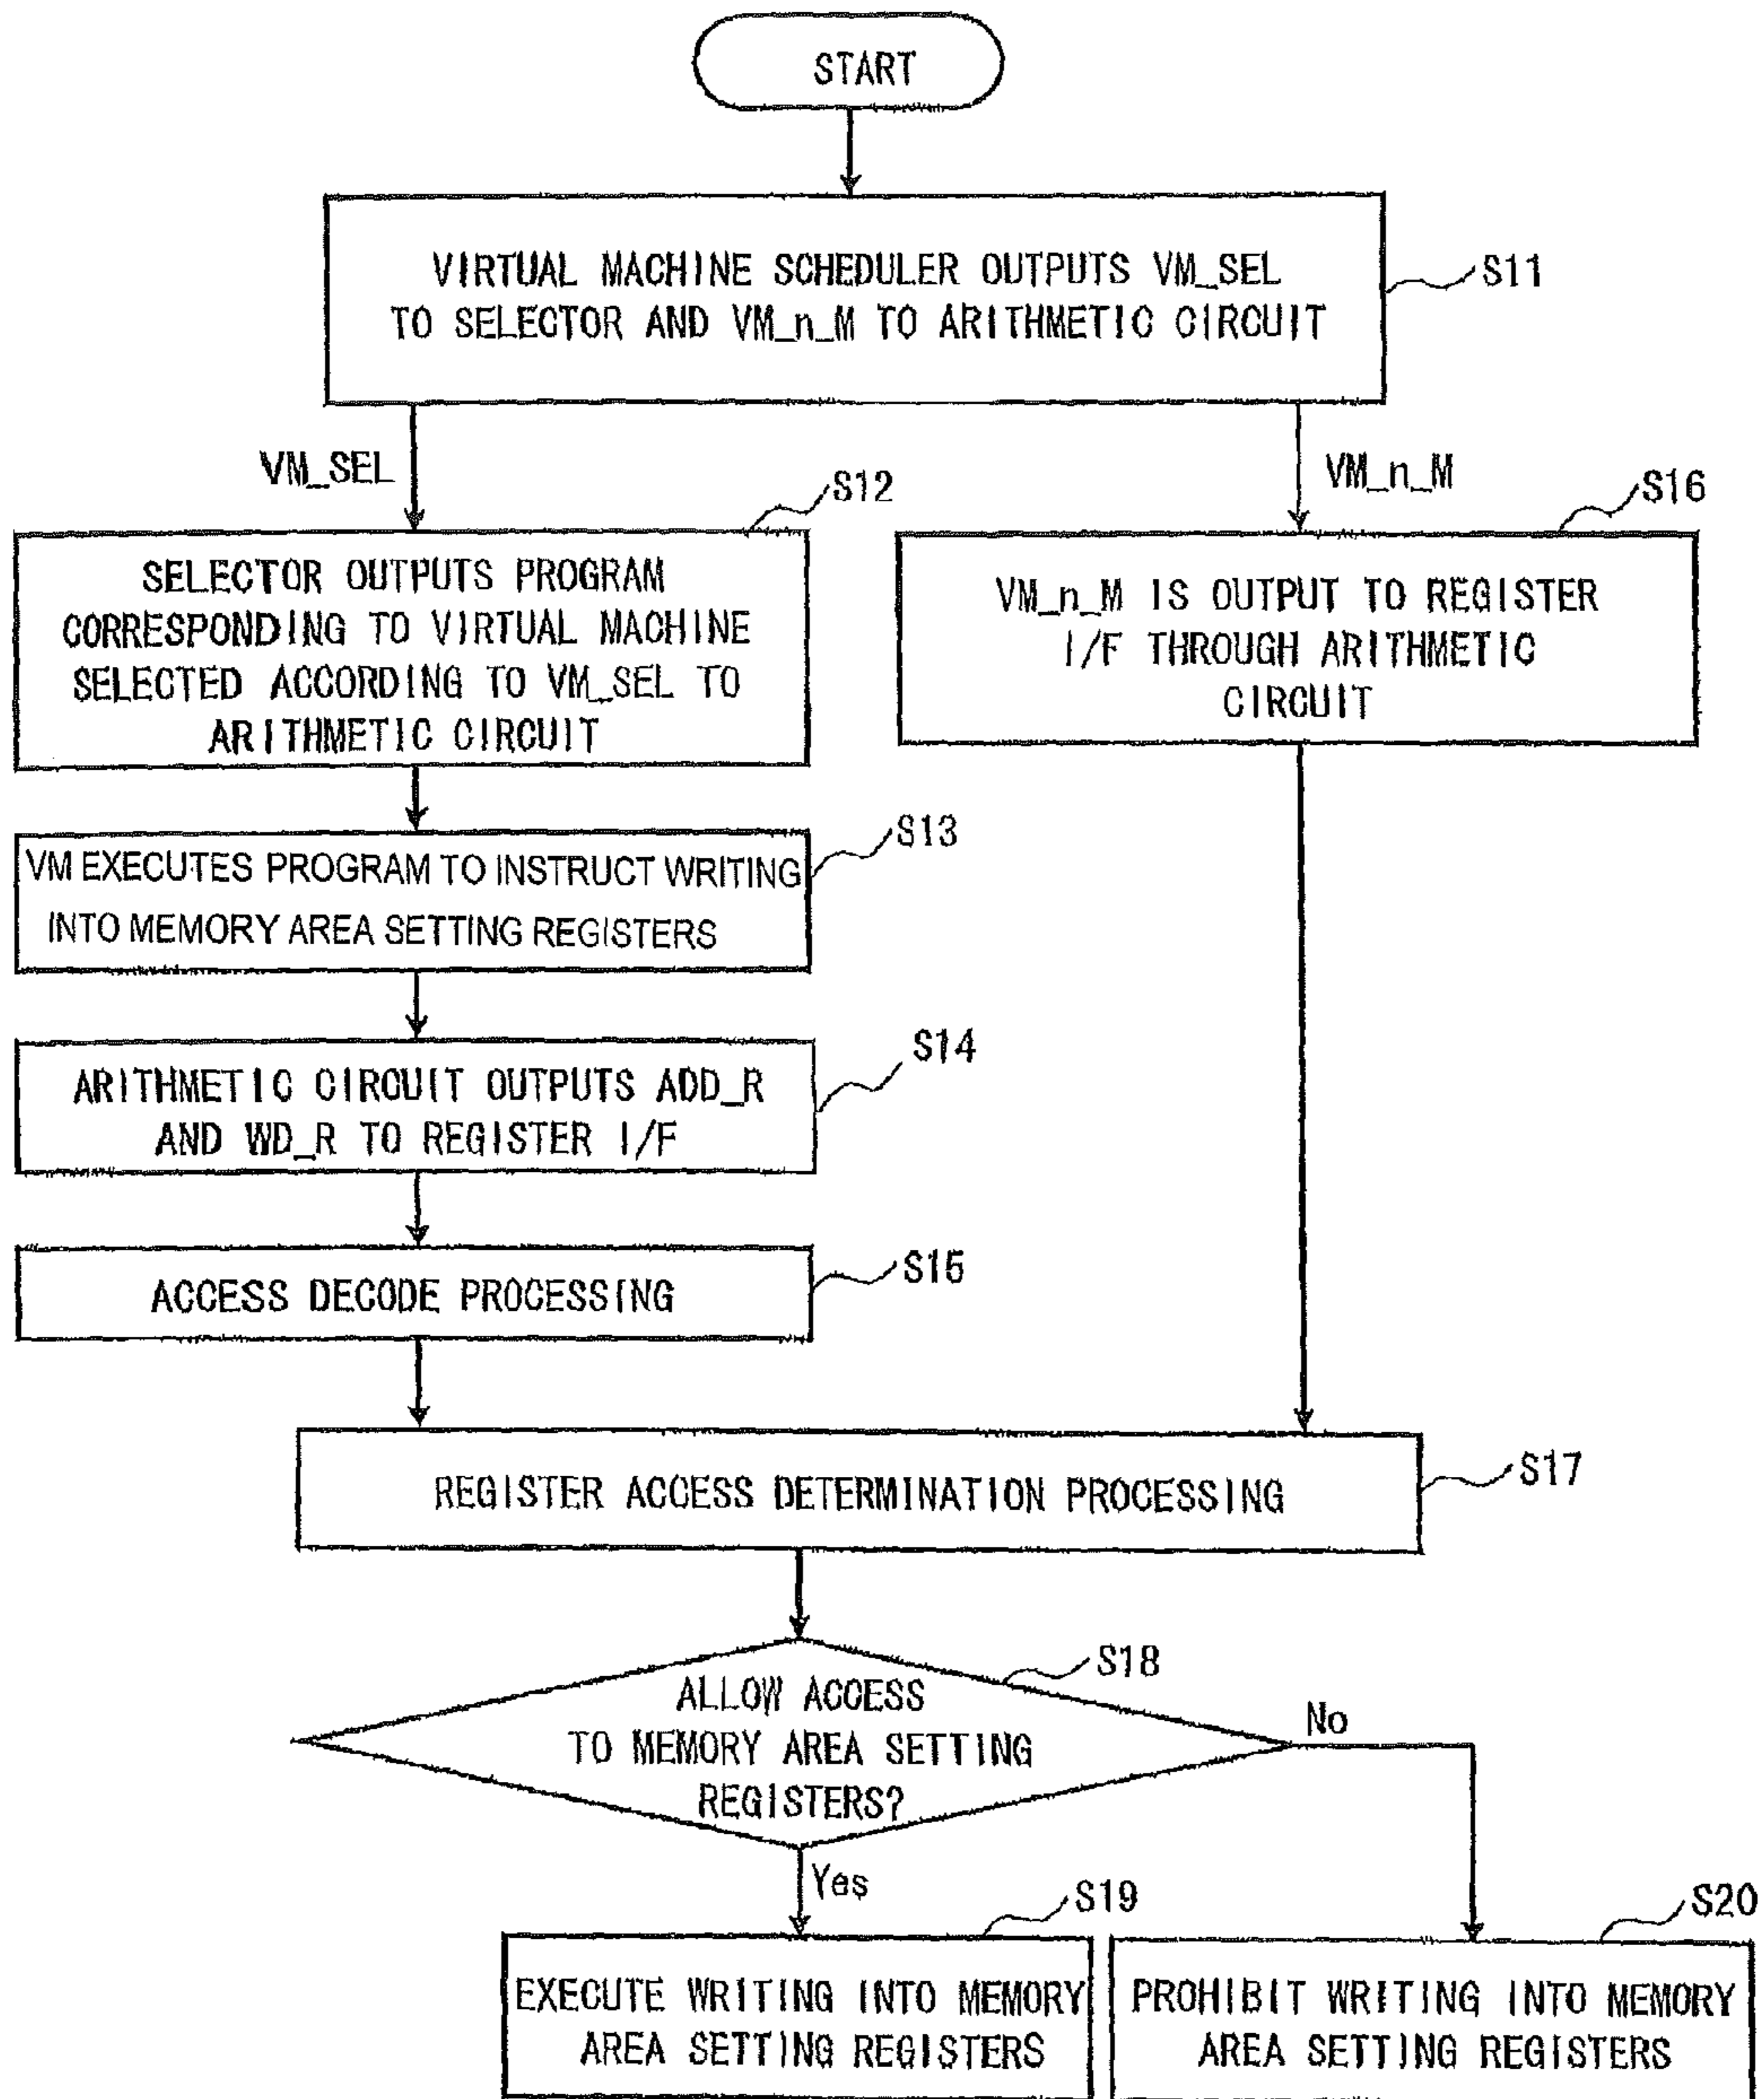 START
VIRTUAL MACHINE SCHEDULER OUTPUTS VM_SEL
TO SELECTOR AND VM_n_M TO ARITHMETIC CIRCUIT
S11
VM_SEL
VM_n_M
S12
SELECTOR OUTPUTS PROGRAM
CORRESPONDING TO VIRTUAL MACHINE
SELECTED ACCORDING TO VM_SEL TO
ARITHMETIC CIRCUIT
S16
VM_n_M IS OUTPUT TO REGISTER
I/F THROUGH ARITHMETIC
CIRCUIT
S13
VM EXECUTES PROGRAM TO INSTRUCT WRITING
INTO MEMORY AREA SETTING REGISTERS
S14
ARITHMETIC CIRCUIT OUTPUTS ADD_R
AND WD_R TO REGISTER I/F
S15
ACCESS DECODE PROCESSING
S17
REGISTER ACCESS DETERMINATION PROCESSING
S18
ALLOW ACCESS
TO MEMORY AREA SETTING
REGISTERS?
No
Yes
S19
EXECUTE WRITING INTO MEMORY
AREA SETTING REGISTERS
S20
PROHIBIT WRITING INTO MEMORY
AREA SETTING REGISTERS